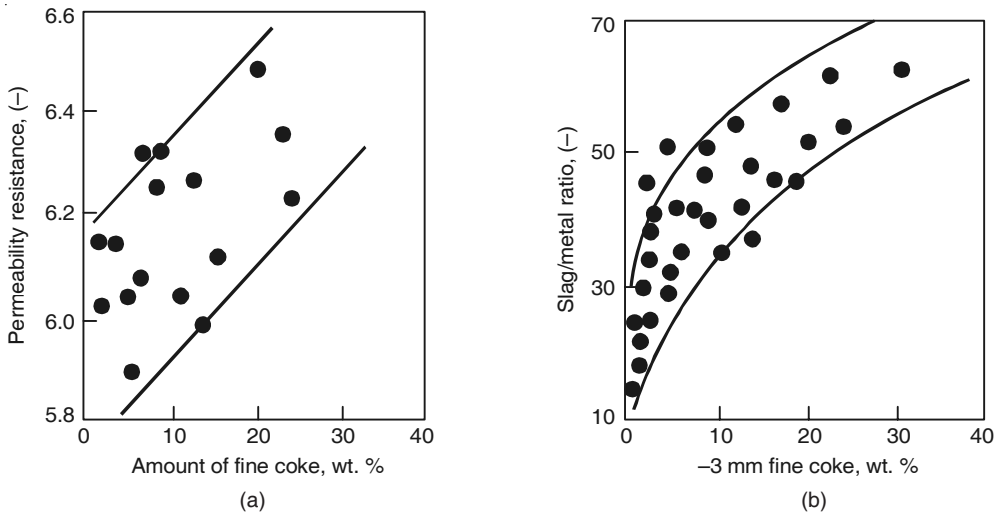 6.6
6.4
6.2
6.0
5.8
0 10 20 30 40
Permeability resistance, (–)
Amount of fine coke, wt. %
(a)
70
50
30
10
0 10 20 30 40
Slag/metal ratio, (–)
–3 mm fine coke, wt. %
(b)